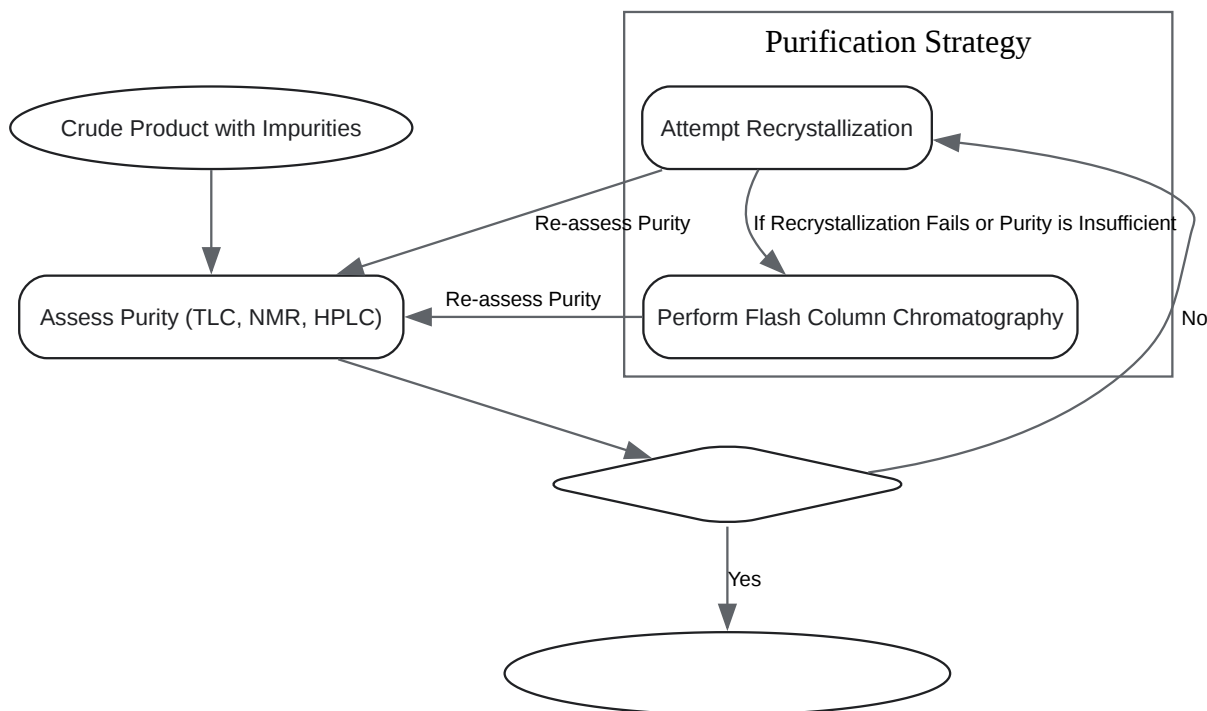 Purification Strategy
Crude Product with Impurities
Attempt Recrystallization
Re-assess Purity
If Recrystallization Fails or Purity is Insufficient
Re-assess Purity
Assess Purity (TLC, NMR, HPLC)
Perform Flash Column Chromatography
No
Yes